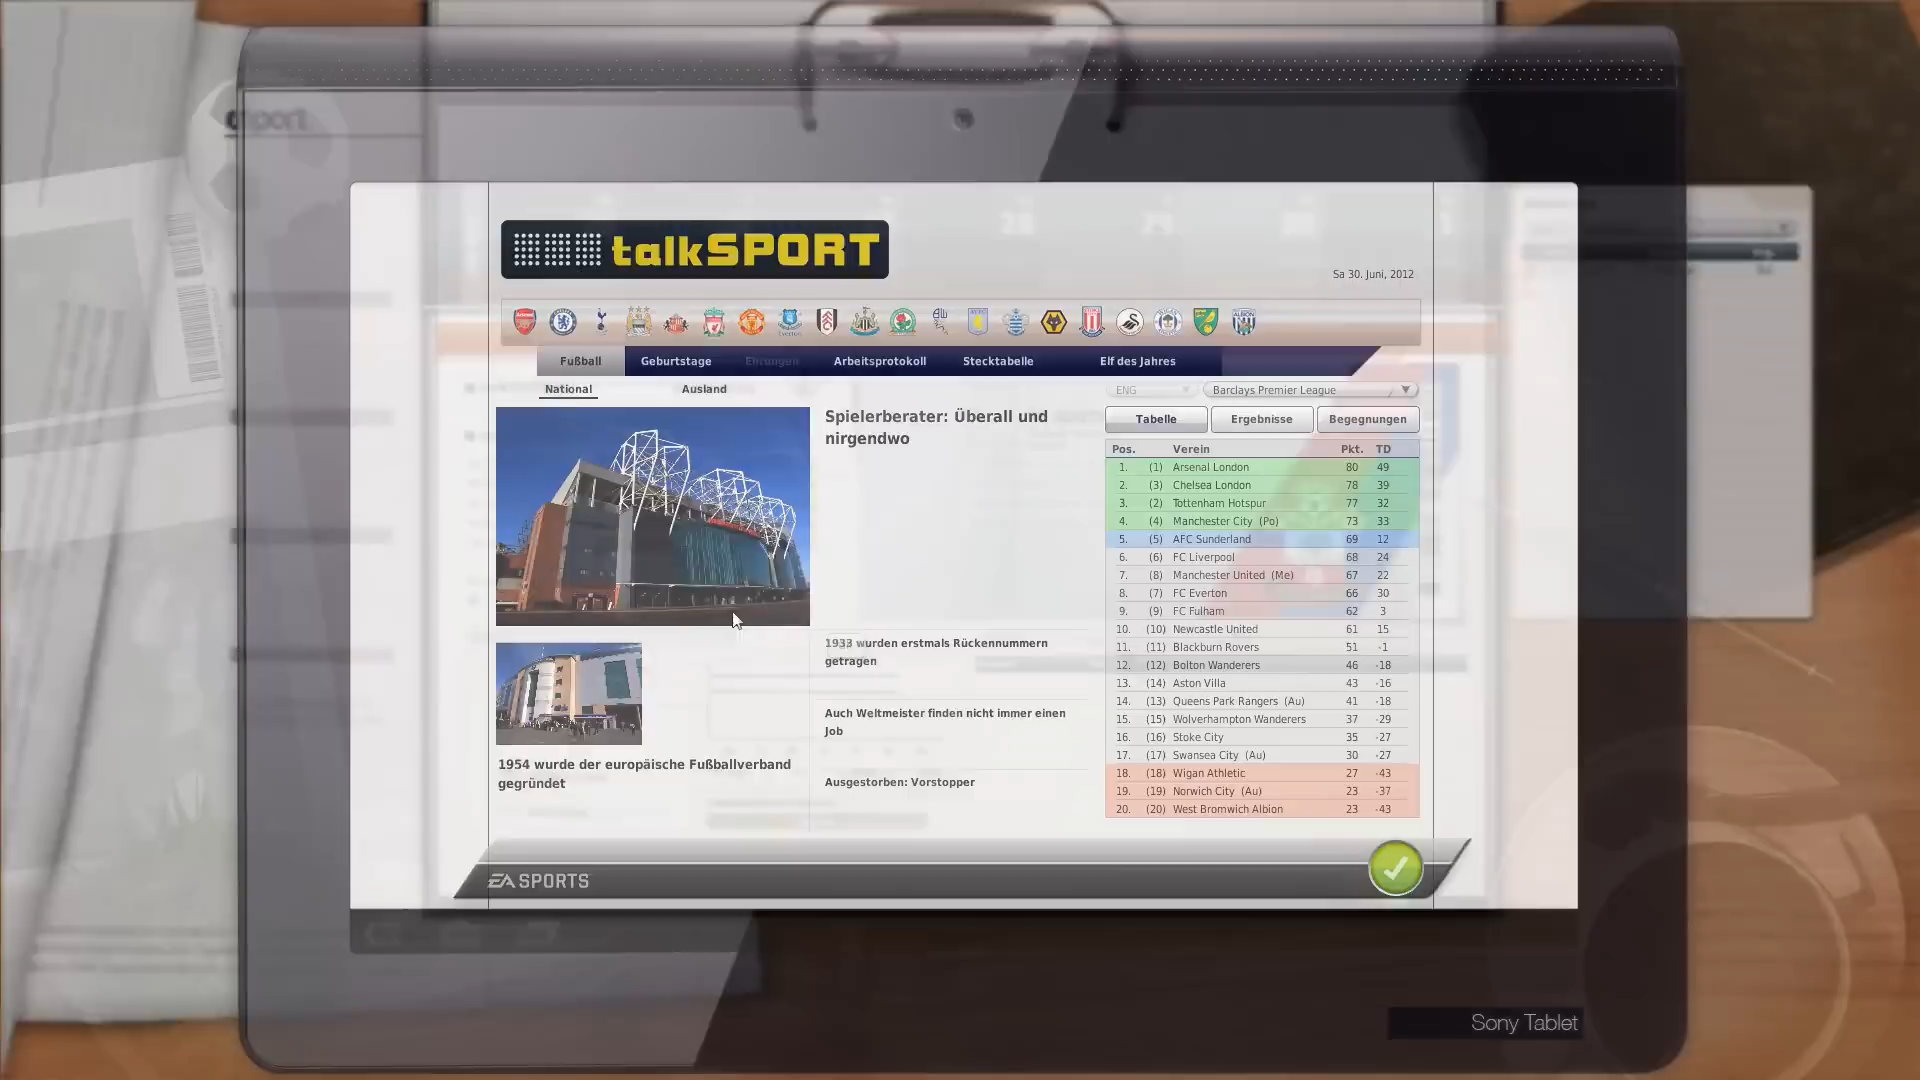 talkSPORT
Sa 30. Juni, 2012
Fußball Geburtstage Ehrungen Arbeitsprotokoll Stecktabelle Elf des Jahres
National Ausland
ENG Barclays Premier League
Spielerberater: Überall und
nirgendwo
Tabelle Ergebnisse Begegnungen
Pos. Verein Pkt. TD
1. (1) Arsenal London 80 49
2. (3) Chelsea London 78 39
3. (2) Tottenham Hotspur 77 32
4. (4) Manchester City (Po) 73 33
5. (5) AFC Sunderland 69 12
6. (6) FC Liverpool 68 24
7. (8) Manchester United (Me) 67 22
8. (7) FC Everton 66 30
9. (9) FC Fulham 62 3
10. (10) Newcastle United 61 15
11. (11) Blackburn Rovers 51 -1
12. (12) Bolton Wanderers 46 -18
13. (14) Aston Villa 43 -16
14. (13) Queens Park Rangers (Au) 41 -18
15. (15) Wolverhampton Wanderers 37 -29
16. (16) Stoke City 35 -27
17. (17) Swansea City (Au) 30 -27
18. (18) Wigan Athletic 27 -43
19. (19) Norwich City (Au) 23 -37
20. (20) West Bromwich Albion 23 -43
1933 wurden erstmals Rückennummern
getragen
Auch Weltmeister finden nicht immer einen
Job
Ausgestorben: Vorstopper
1954 wurde der europäische Fußballverband
gegründet
EA SPORTS
Sony Tablet